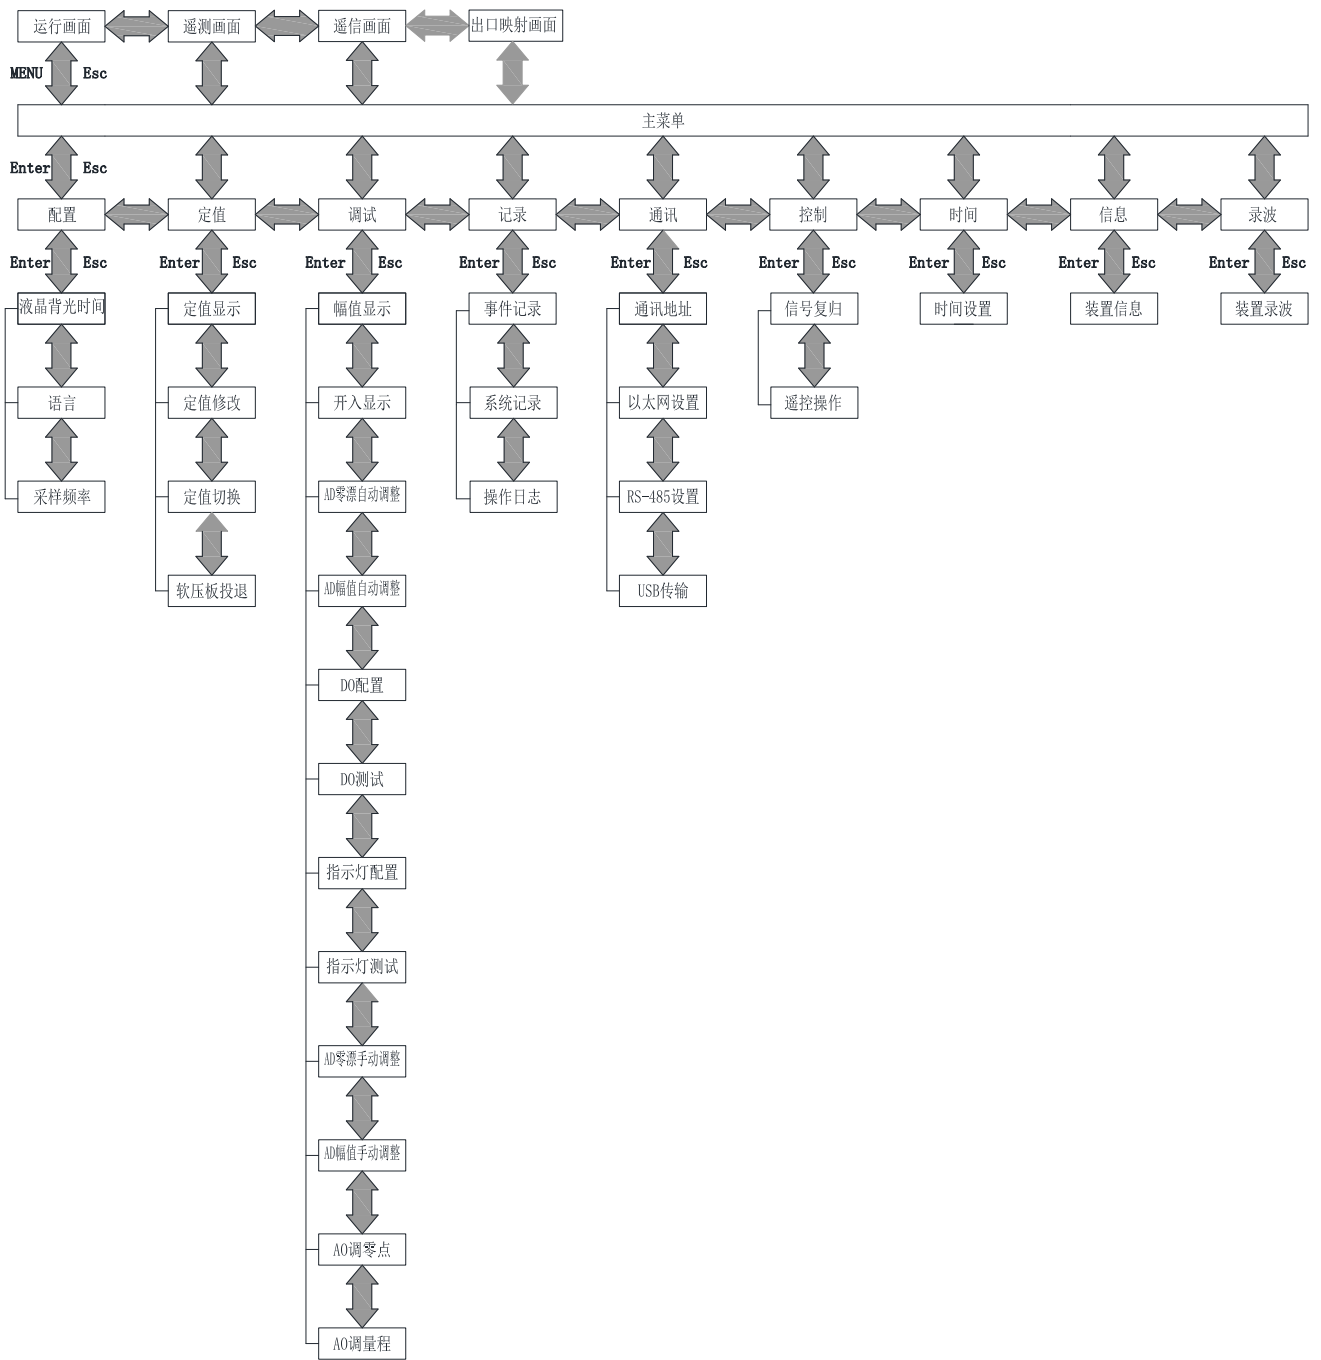 运行画面 遥测画面 遥信画面 出口映射画面
MENU Esc
主菜单
Enter Esc
配置 定值 调试 记录 通讯 控制 时间 信息 录波
Enter Esc Enter Esc Enter Esc Enter Esc Enter Esc Enter Esc Enter Esc Enter Esc Enter Esc
液晶背光时间 定值显示 幅值显示 事件记录 通讯地址 信号复归 时间设置 装置信息 装置录波
语言 定值修改 开入显示 系统记录 以太网设置 遥控操作
采样频率 定值切换 AD零漂自动调整 操作日志 RS-485设置
软压板投退 AD幅值自动调整 USB传输
DO配置
DO测试
指示灯配置
指示灯测试
AD零漂手动调整
AD幅值手动调整
AO调零点
AO调量程